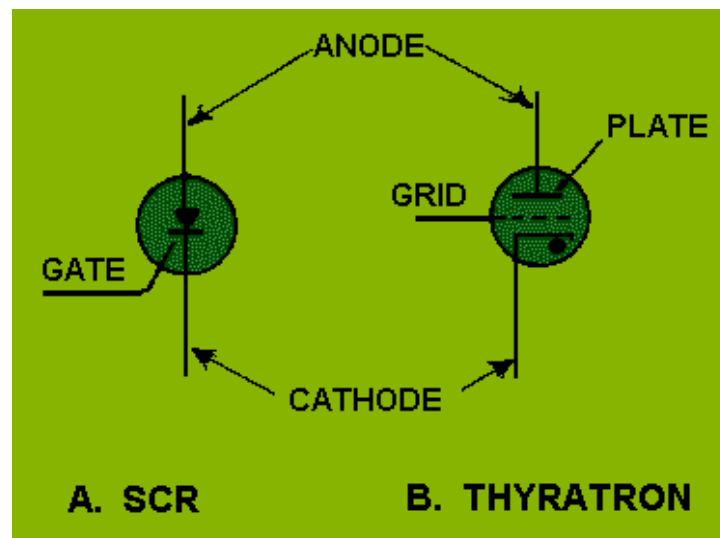 ANODE
PLATE
GRID
GATE
CATHODE
A. SCR
B. THYRATRON